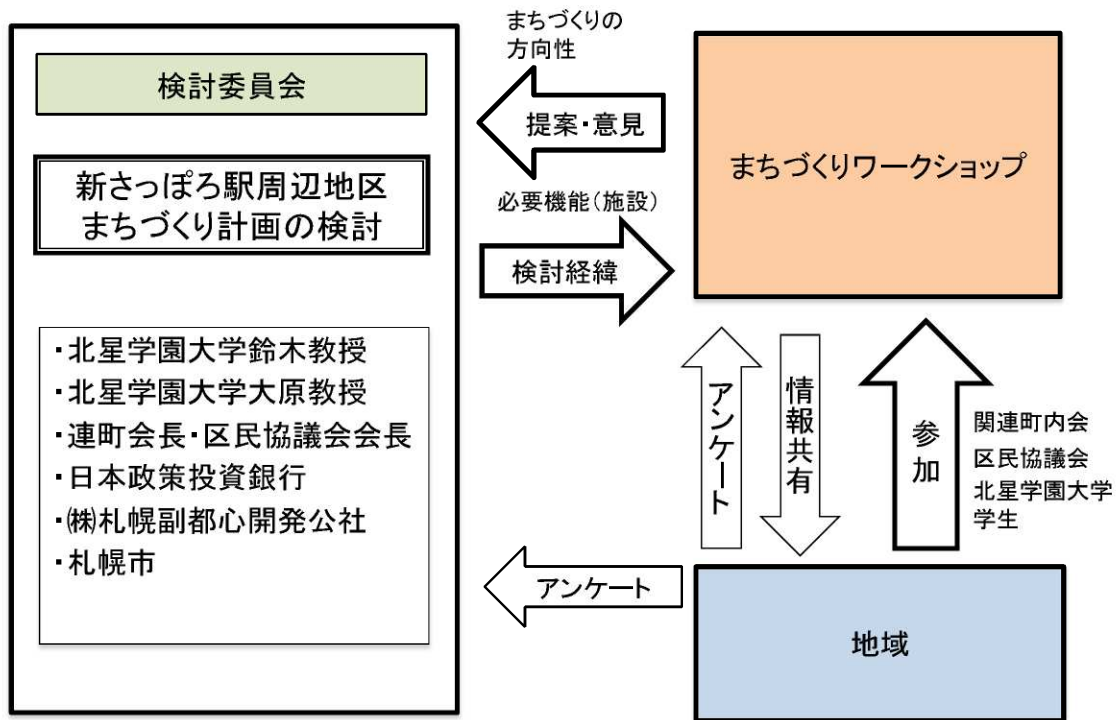 検討委員会
新さっぽろ駅周辺地区
まちづくり計画の検討
・北星学園大学鈴木教授
・北星学園大学大原教授
・連町会長・区民協議会会長
・日本政策投資銀行
・㈱札幌副都心開発公社
・札幌市
まちづくりの
方向性
提案・意見
必要機能(施設)
検討経緯
まちづくりワークショップ
アンケート
情報共有
参加
関連町内会
区民協議会
北星学園大学
学生
アンケート
地域